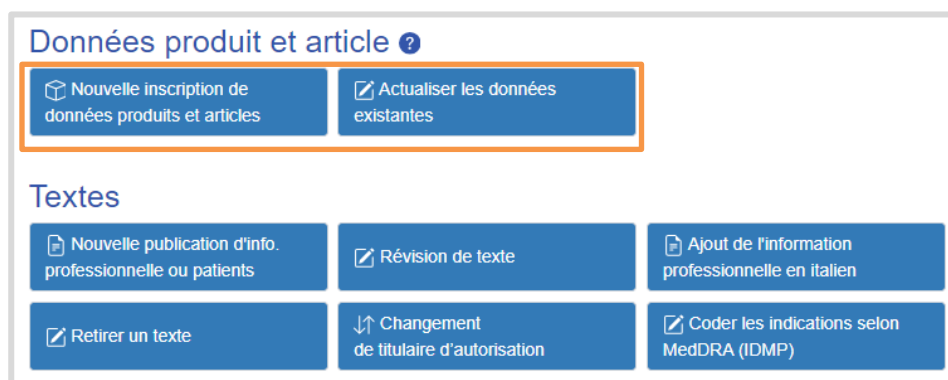 Données produit et article ?
Nouvelle inscription de
données produits et articles
Actualiser les données
existantes
Textes
Nouvelle publication d'info.
professionnelle ou patients
Révision de texte
Ajout de l'information
professionnelle en italien
Retirer un texte
Changement
de titulaire d'autorisation
Coder les indications selon
MedDRA (IDMP)